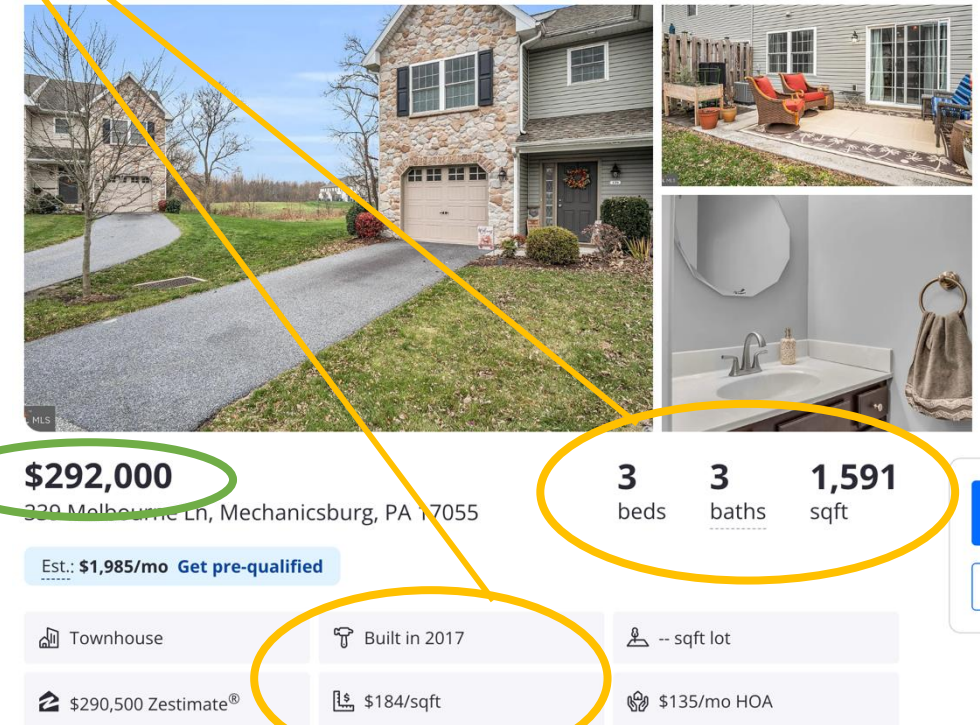 MLS
$292,000
3 3 1,591
339 Melbourne Ln, Mechanicsburg, PA 17055
beds baths sqft
Est.: $1,985/mo Get pre-qualified
Townhouse Built in 2017 -- sqft lot
$290,500 Zestimate® $184/sqft $135/mo HOA